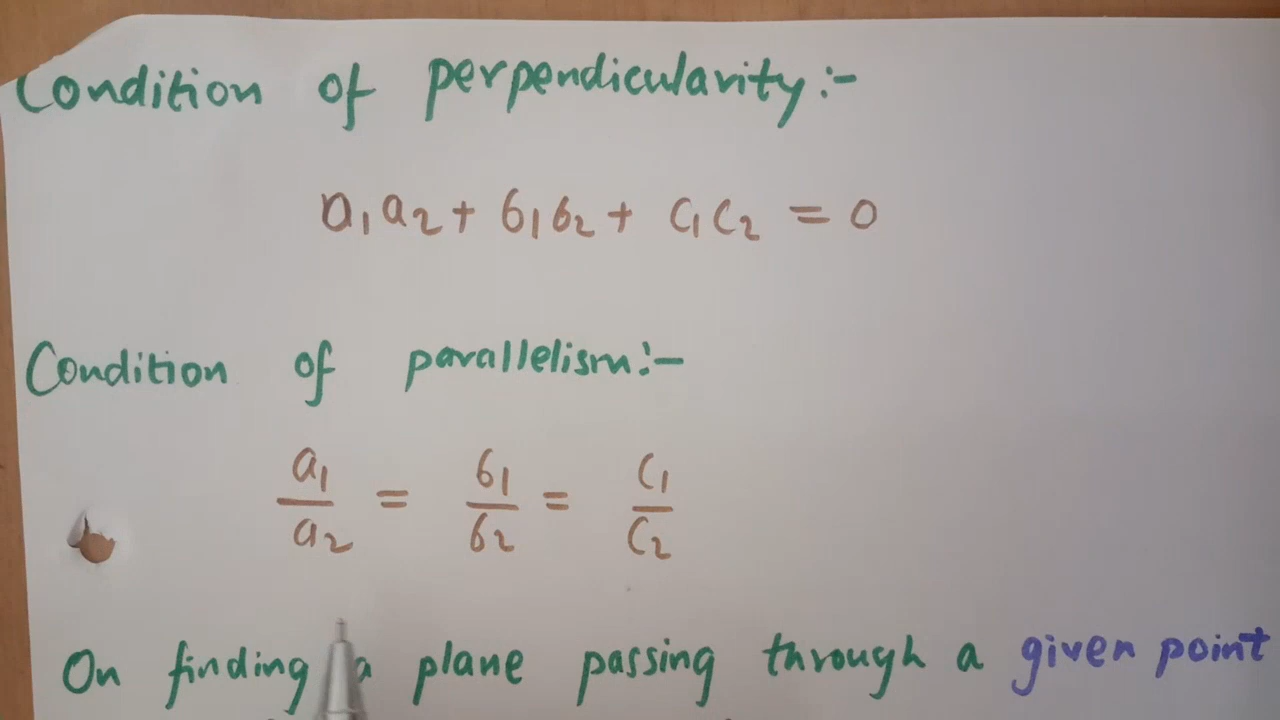 Condition of perpendicularity:-
a₁a₂ + b₁b₂ + c₁c₂ = 0
Condition of parallelism:-
a₁/a₂ = b₁/b₂ = c₁/c₂
On finding a plane passing through a given point